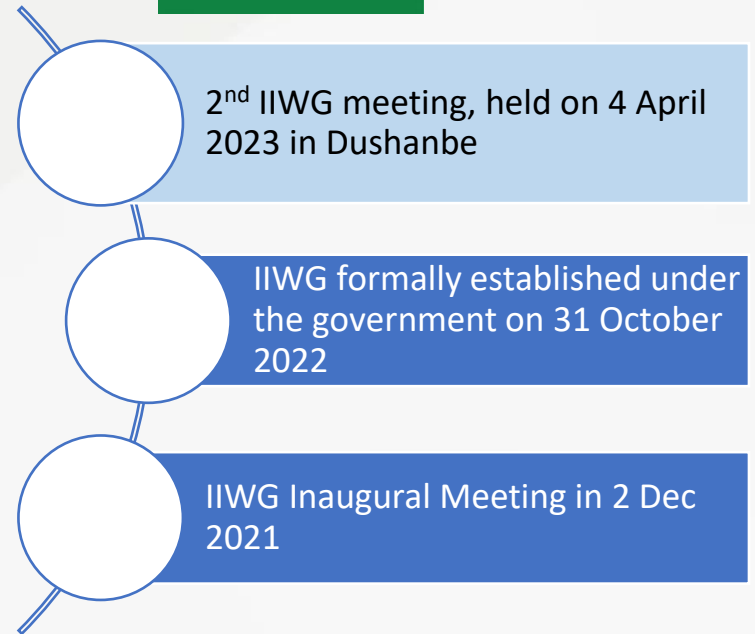 2nd IIWG meeting, held on 4 April
2023 in Dushanbe
IIWG formally established under
the government on 31 October
2022
IIWG Inaugural Meeting in 2 Dec
2021